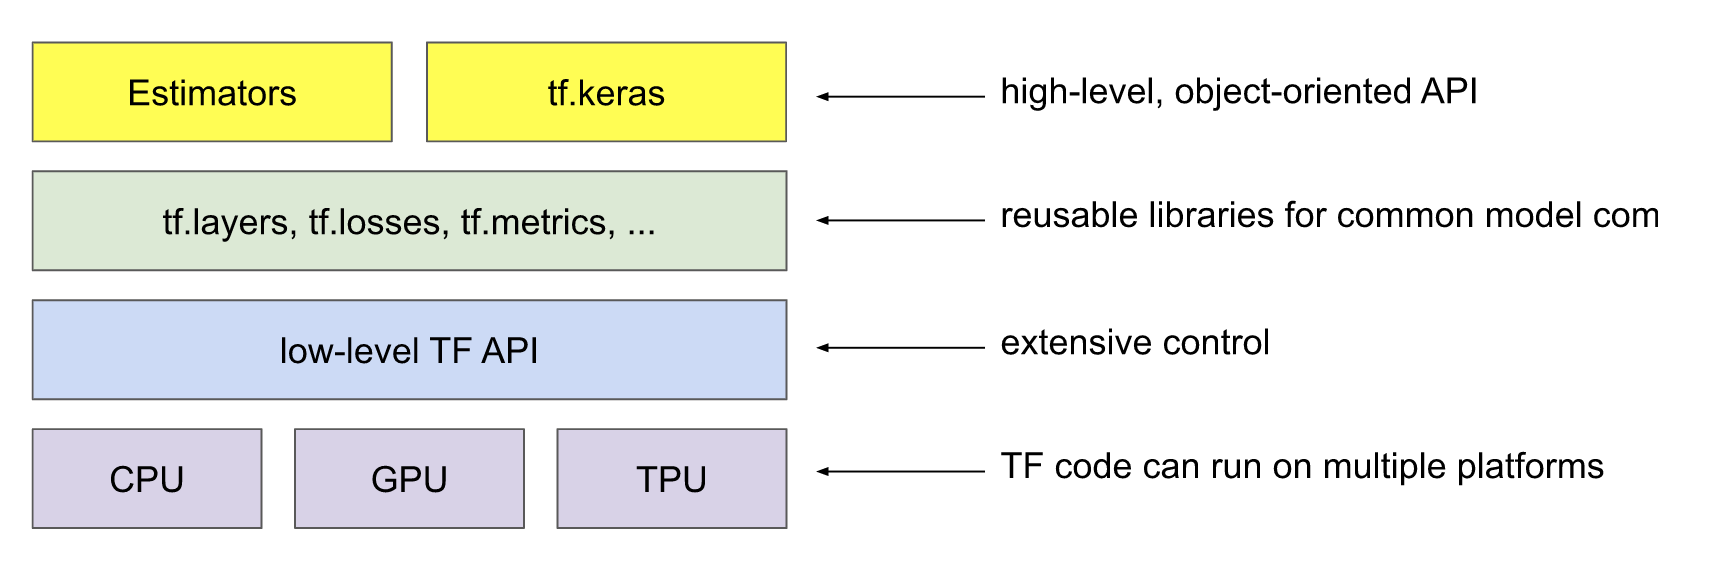 Estimators
tf.keras
high-level, object-oriented API
tf.layers, tf.losses, tf.metrics, ...
reusable libraries for common model com
low-level TF API
extensive control
CPU
GPU
TPU
TF code can run on multiple platforms